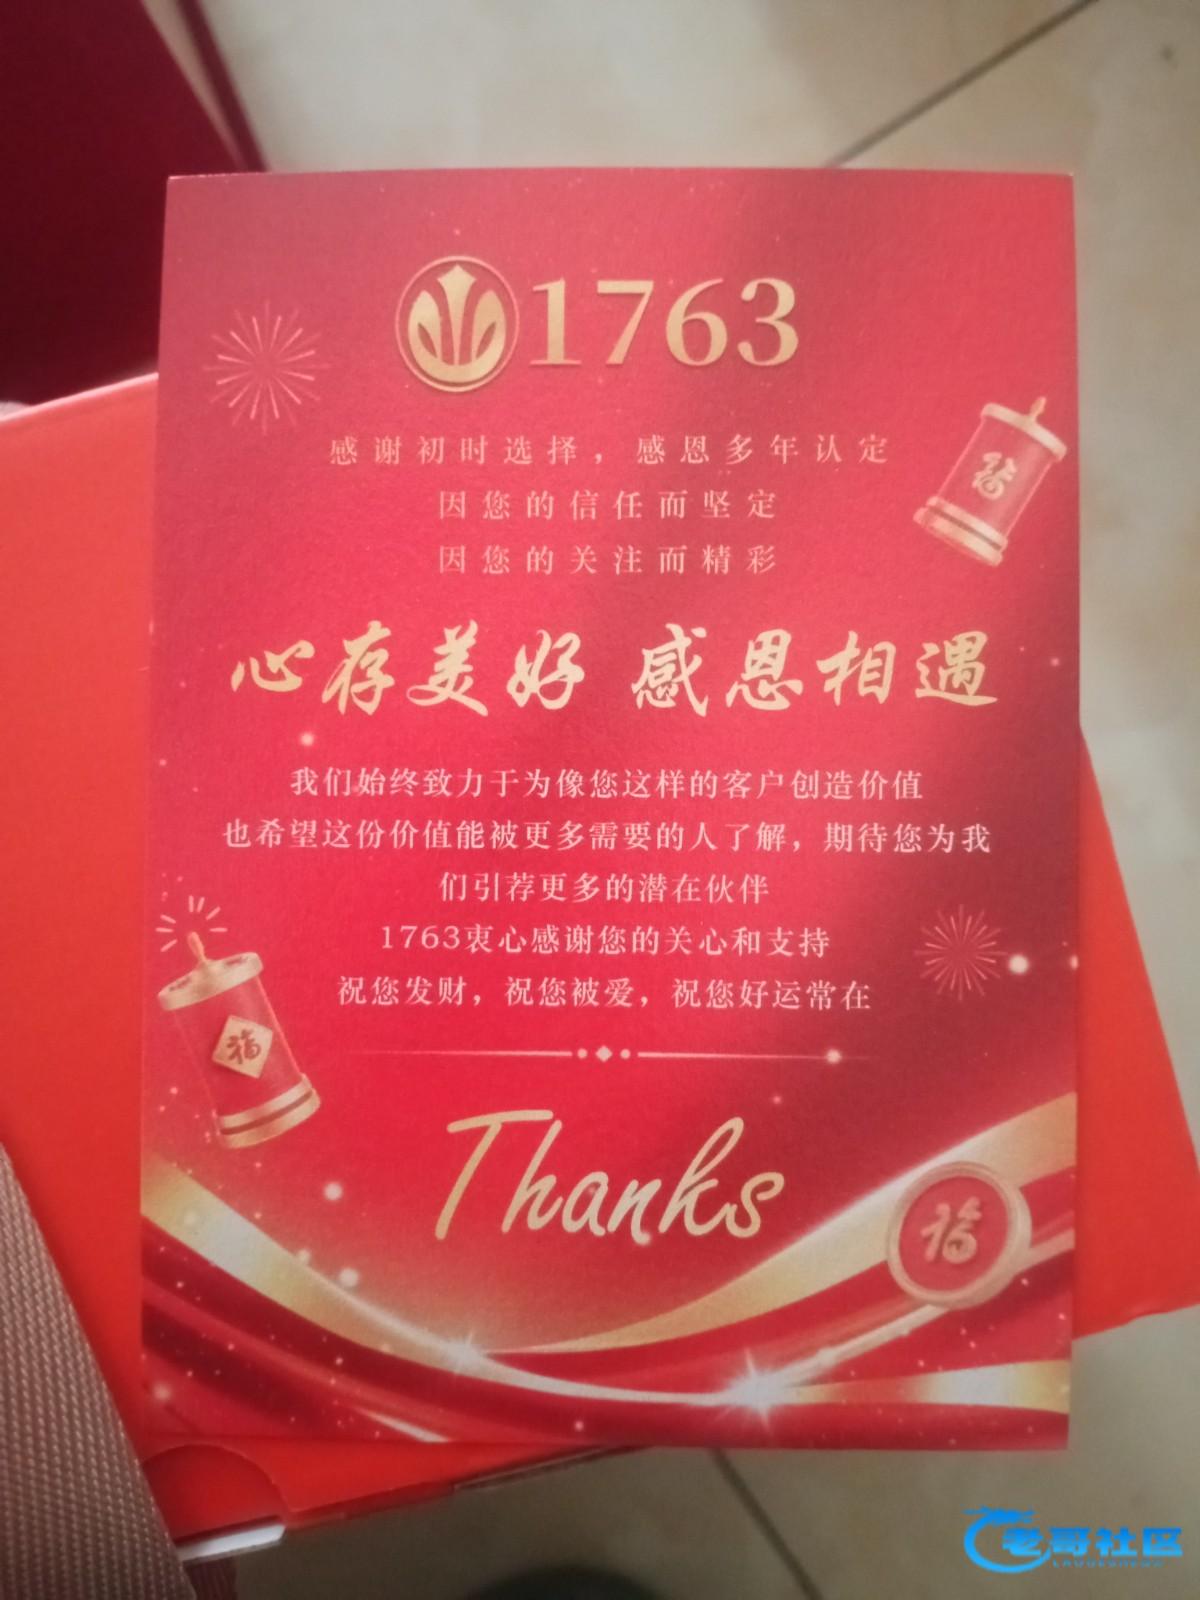 1763
感谢初时选择，感恩多年认定
因您的信任而坚定
因您的关注而精彩
心存美好 感恩相遇
福
我们始终致力于为像您这样的客户创造价值
也希望这份价值能被更多需要的人了解，期待您为我
们引荐更多的潜在伙伴
1763衷心感谢您的关心和支持
祝您发财，祝您被爱，祝您好运常在
福
Thanks
福
老哥社区